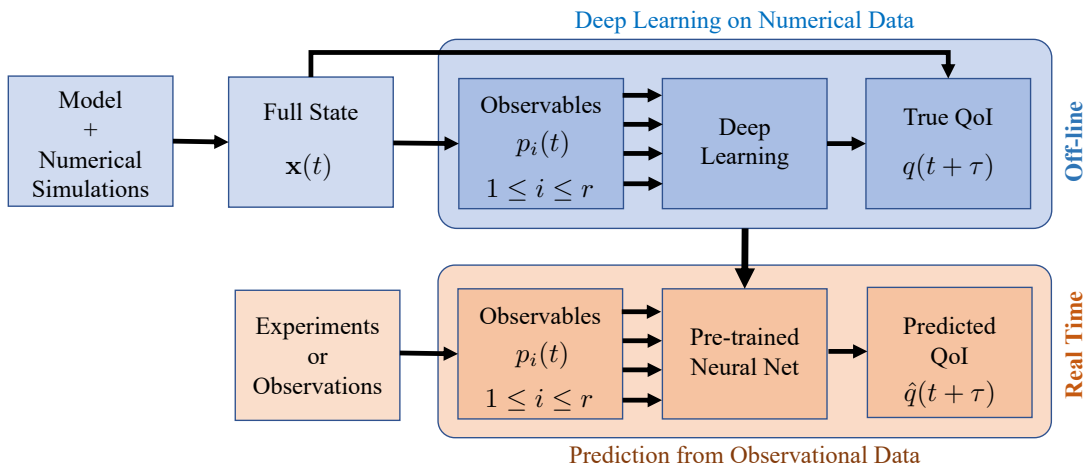 Deep Learning on Numerical Data
Model
+
Numerical
Simulations
Full State
x(t)
Observables
p_i(t)
1 ≤ i ≤ r
Deep
Learning
True QoI
q(t + τ)
Off-line
Experiments
or
Observations
Observables
p_i(t)
1 ≤ i ≤ r
Pre-trained
Neural Net
Predicted
QoI
q̂(t + τ)
Real Time
Prediction from Observational Data